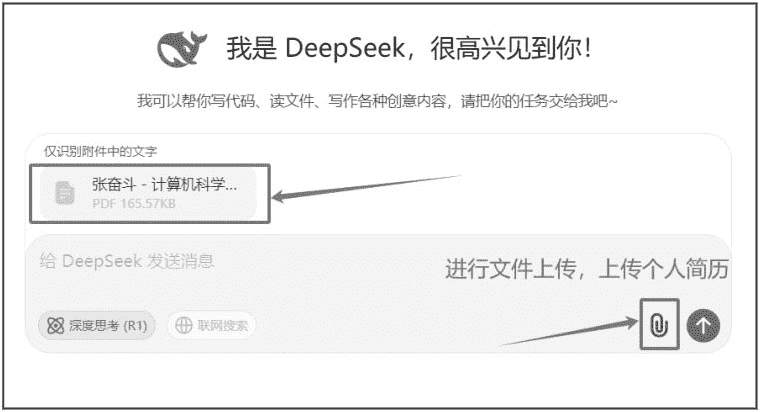 我是 DeepSeek，很高兴见到你！
我可以帮你写代码、读文件、写作各种创意内容，请把你的任务交给我吧~
仅识别附件中的文字
张奋斗 - 计算机科学...
PDF 165.57KB
给 DeepSeek 发送消息
进行文件上传，上传个人简历
深度思考 (R1) 联网搜索